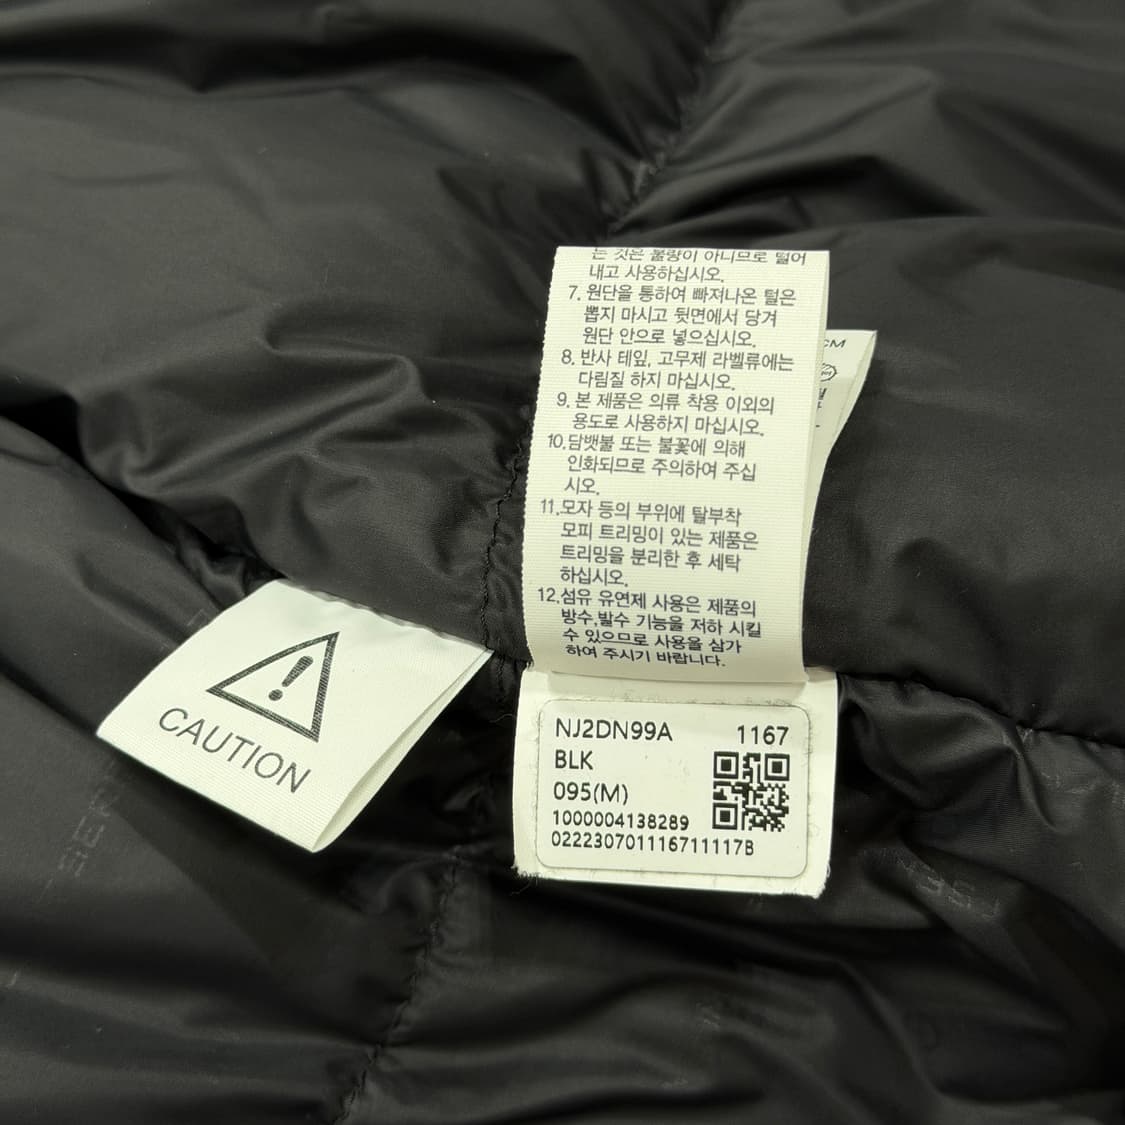 는 것은 불량이 아니므로 털어
내고 사용하십시오.
7. 원단을 통하여 빠져나온 털은
뽑지 마시고 뒷면에서 당겨
원단 안으로 넣으십시오.
8. 반사 테잎, 고무제 라벨류에는
다림질 하지 마십시오.
9. 본 제품은 의류 착용 이외의
용도로 사용하지 마십시오.
10.담뱃불 또는 불꽃에 의해
인화되므로 주의하여 주십
시오.
11.모자 등의 부위에 탈부착
모피 트리밍이 있는 제품은
트리밍을 분리한 후 세탁
하십시오.
12.섬유 유연제 사용은 제품의
방수,발수 기능을 저하 시킬
수 있으므로 사용을 삼가
하여 주시기 바랍니다.
CM
CAUTION
NJ2DN99A 1167
BLK
095(M)
1000004138289
022230701116711117B